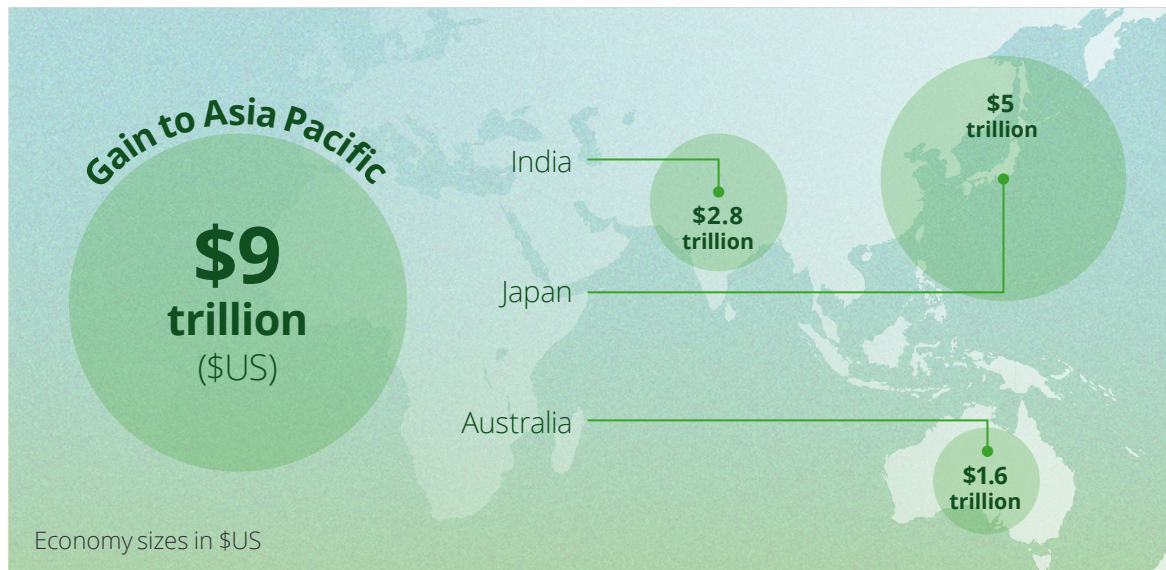 Gain to Asia Pacific
$9
trillion
($US)
India
$2.8
trillion
Japan
$5
trillion
Australia
$1.6
trillion
Economy sizes in $US